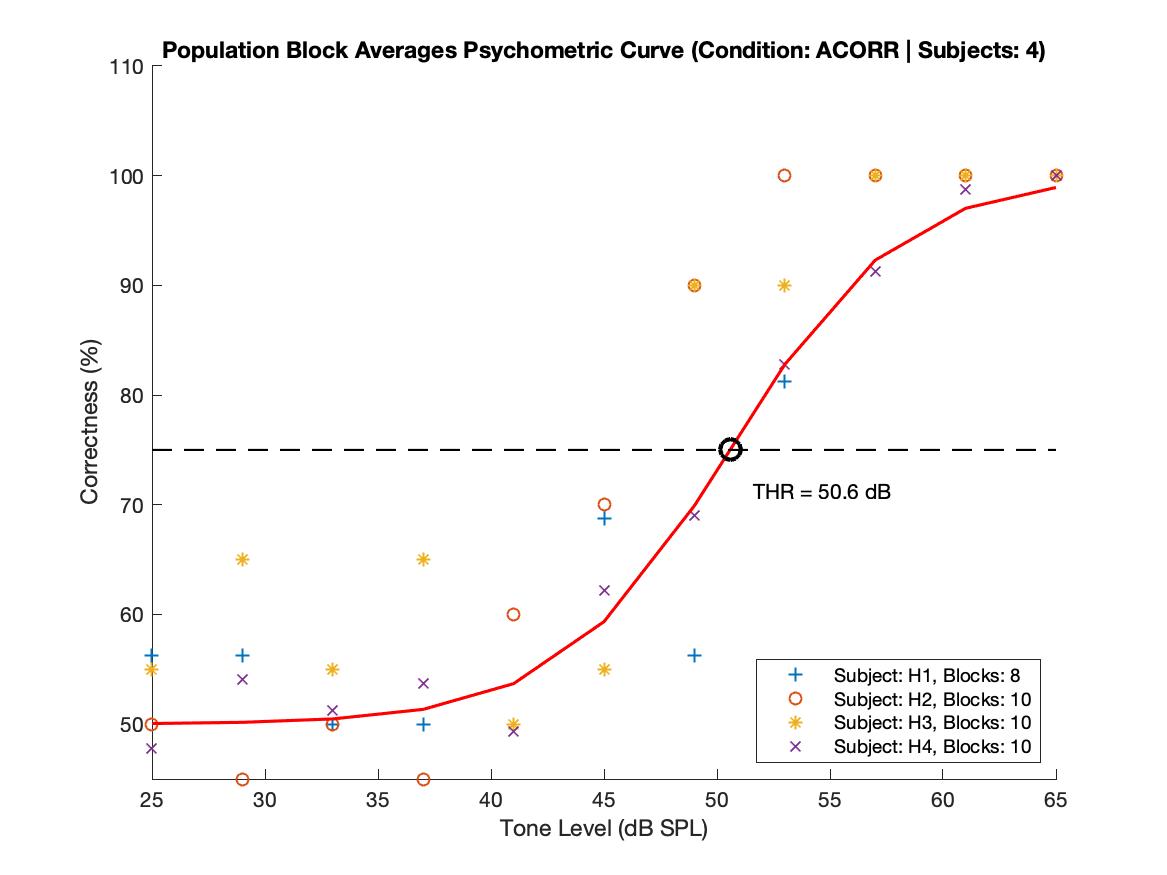 Population Block Averages Psychometric Curve (Condition: ACORR | Subjects: 4)
110
100
90
80
70
60
50
Correctness (%)
THR = 50.6 dB
Subject: H1, Blocks: 8
Subject: H2, Blocks: 10
Subject: H3, Blocks: 10
Subject: H4, Blocks: 10
25 30 35 40 45 50 55 60 65
Tone Level (dB SPL)